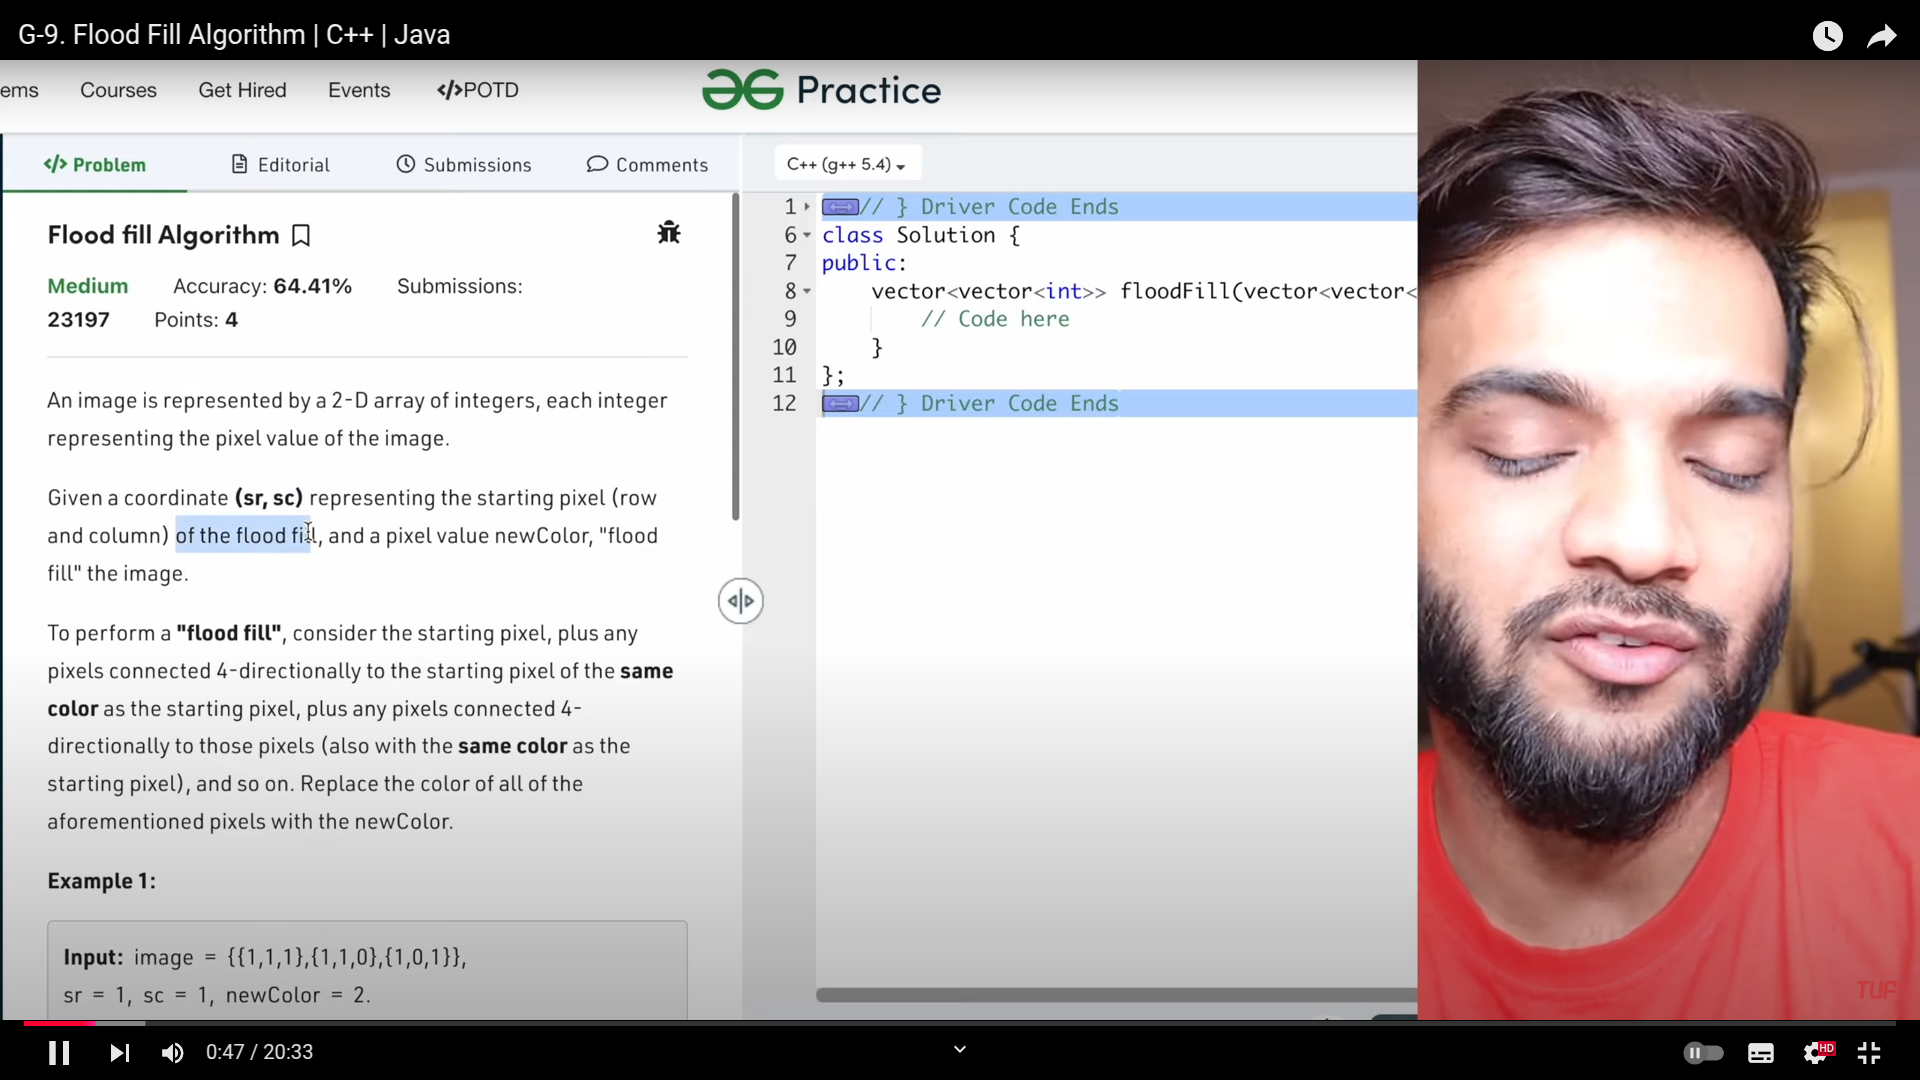 G-9. Flood Fill Algorithm | C++ | Java
ems Courses Get Hired Events </>POTD
Practice
</> Problem Editorial Submissions Comments
C++ (g++ 5.4)
Flood fill Algorithm
Medium Accuracy: 64.41% Submissions:
23197 Points: 4
An image is represented by a 2-D array of integers, each integer
representing the pixel value of the image.
Given a coordinate (sr, sc) representing the starting pixel (row
and column) of the flood fill, and a pixel value newColor, "flood
fill" the image.
To perform a "flood fill", consider the starting pixel, plus any
pixels connected 4-directionally to the starting pixel of the same
color as the starting pixel, plus any pixels connected 4-
directionally to those pixels (also with the same color as the
starting pixel), and so on. Replace the color of all of the
aforementioned pixels with the newColor.
Example 1:
Input: image = {{1,1,1},{1,1,0},{1,0,1}},
sr = 1, sc = 1, newColor = 2.
1 // } Driver Code Ends
6 class Solution {
7 public:
8 vector<vector<int>> floodFill(vector<vector<
9 // Code here
10 }
11 };
12 // } Driver Code Ends
TUF
0:47 / 20:33
HD